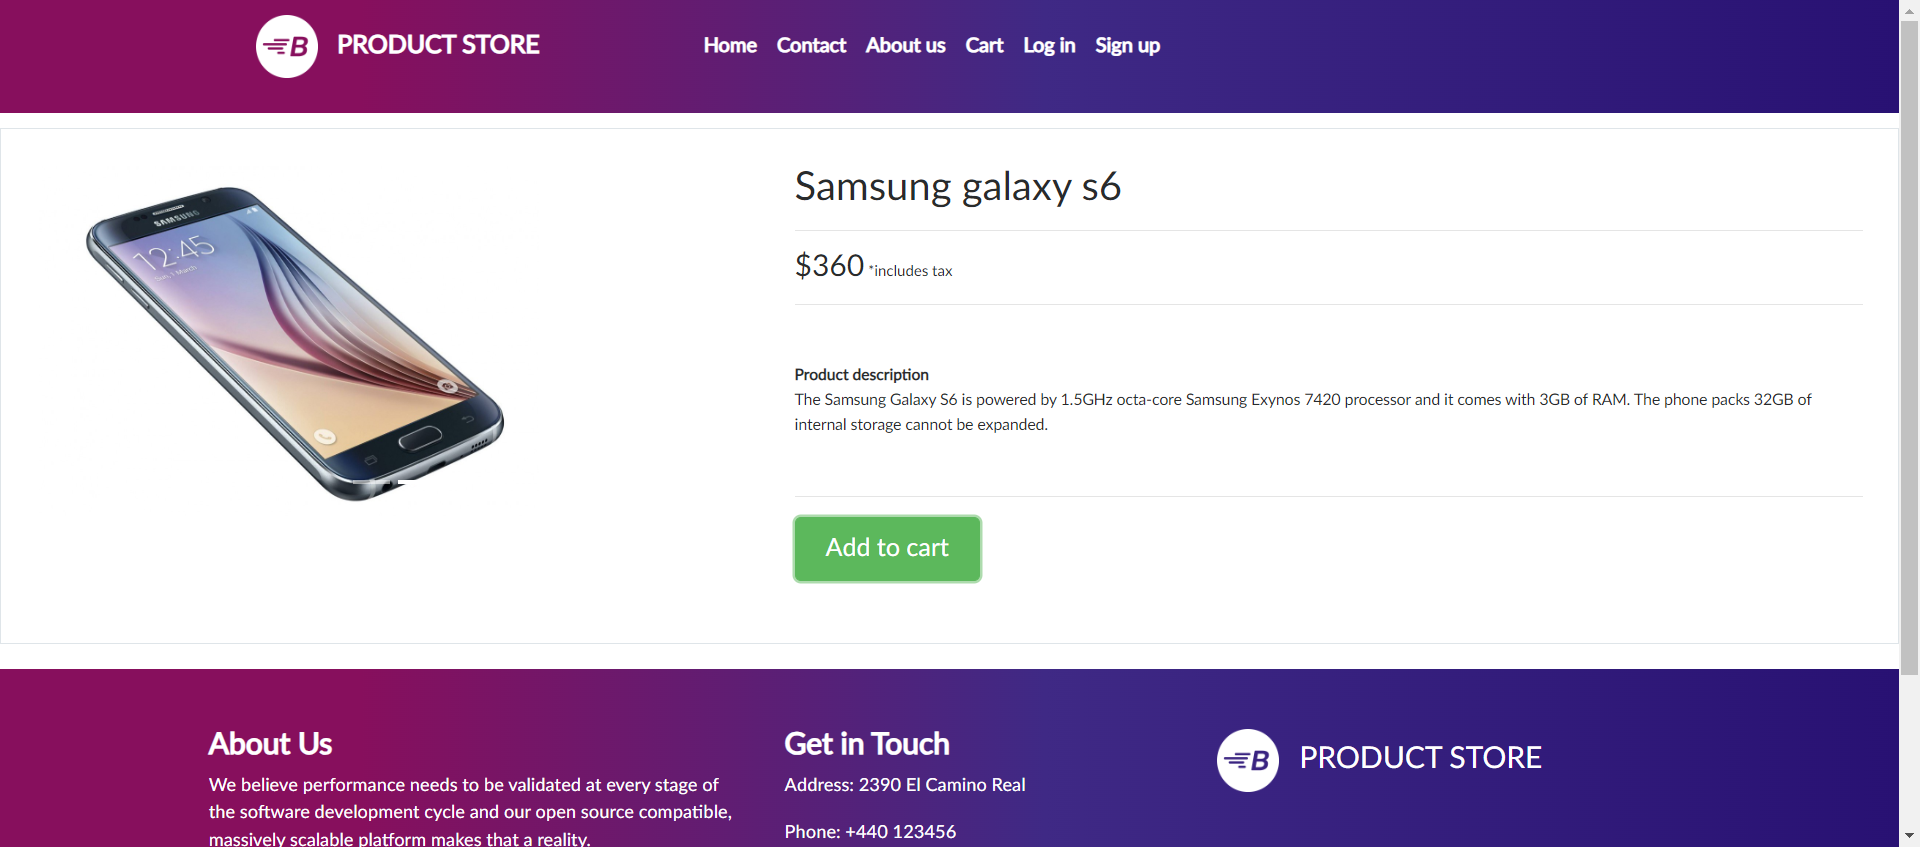 B PRODUCT STORE
Home Contact About us Cart Log in Sign up
SAMSUNG
12:45
Sun, 1 March
Samsung galaxy s6
$360 *includes tax
Product description
The Samsung Galaxy S6 is powered by 1.5GHz octa-core Samsung Exynos 7420 processor and it comes with 3GB of RAM. The phone packs 32GB of
internal storage cannot be expanded.
Add to cart
About Us
We believe performance needs to be validated at every stage of
the software development cycle and our open source compatible,
massively scalable platform makes that a reality.
Get in Touch
Address: 2390 El Camino Real
Phone: +440 123456
B PRODUCT STORE